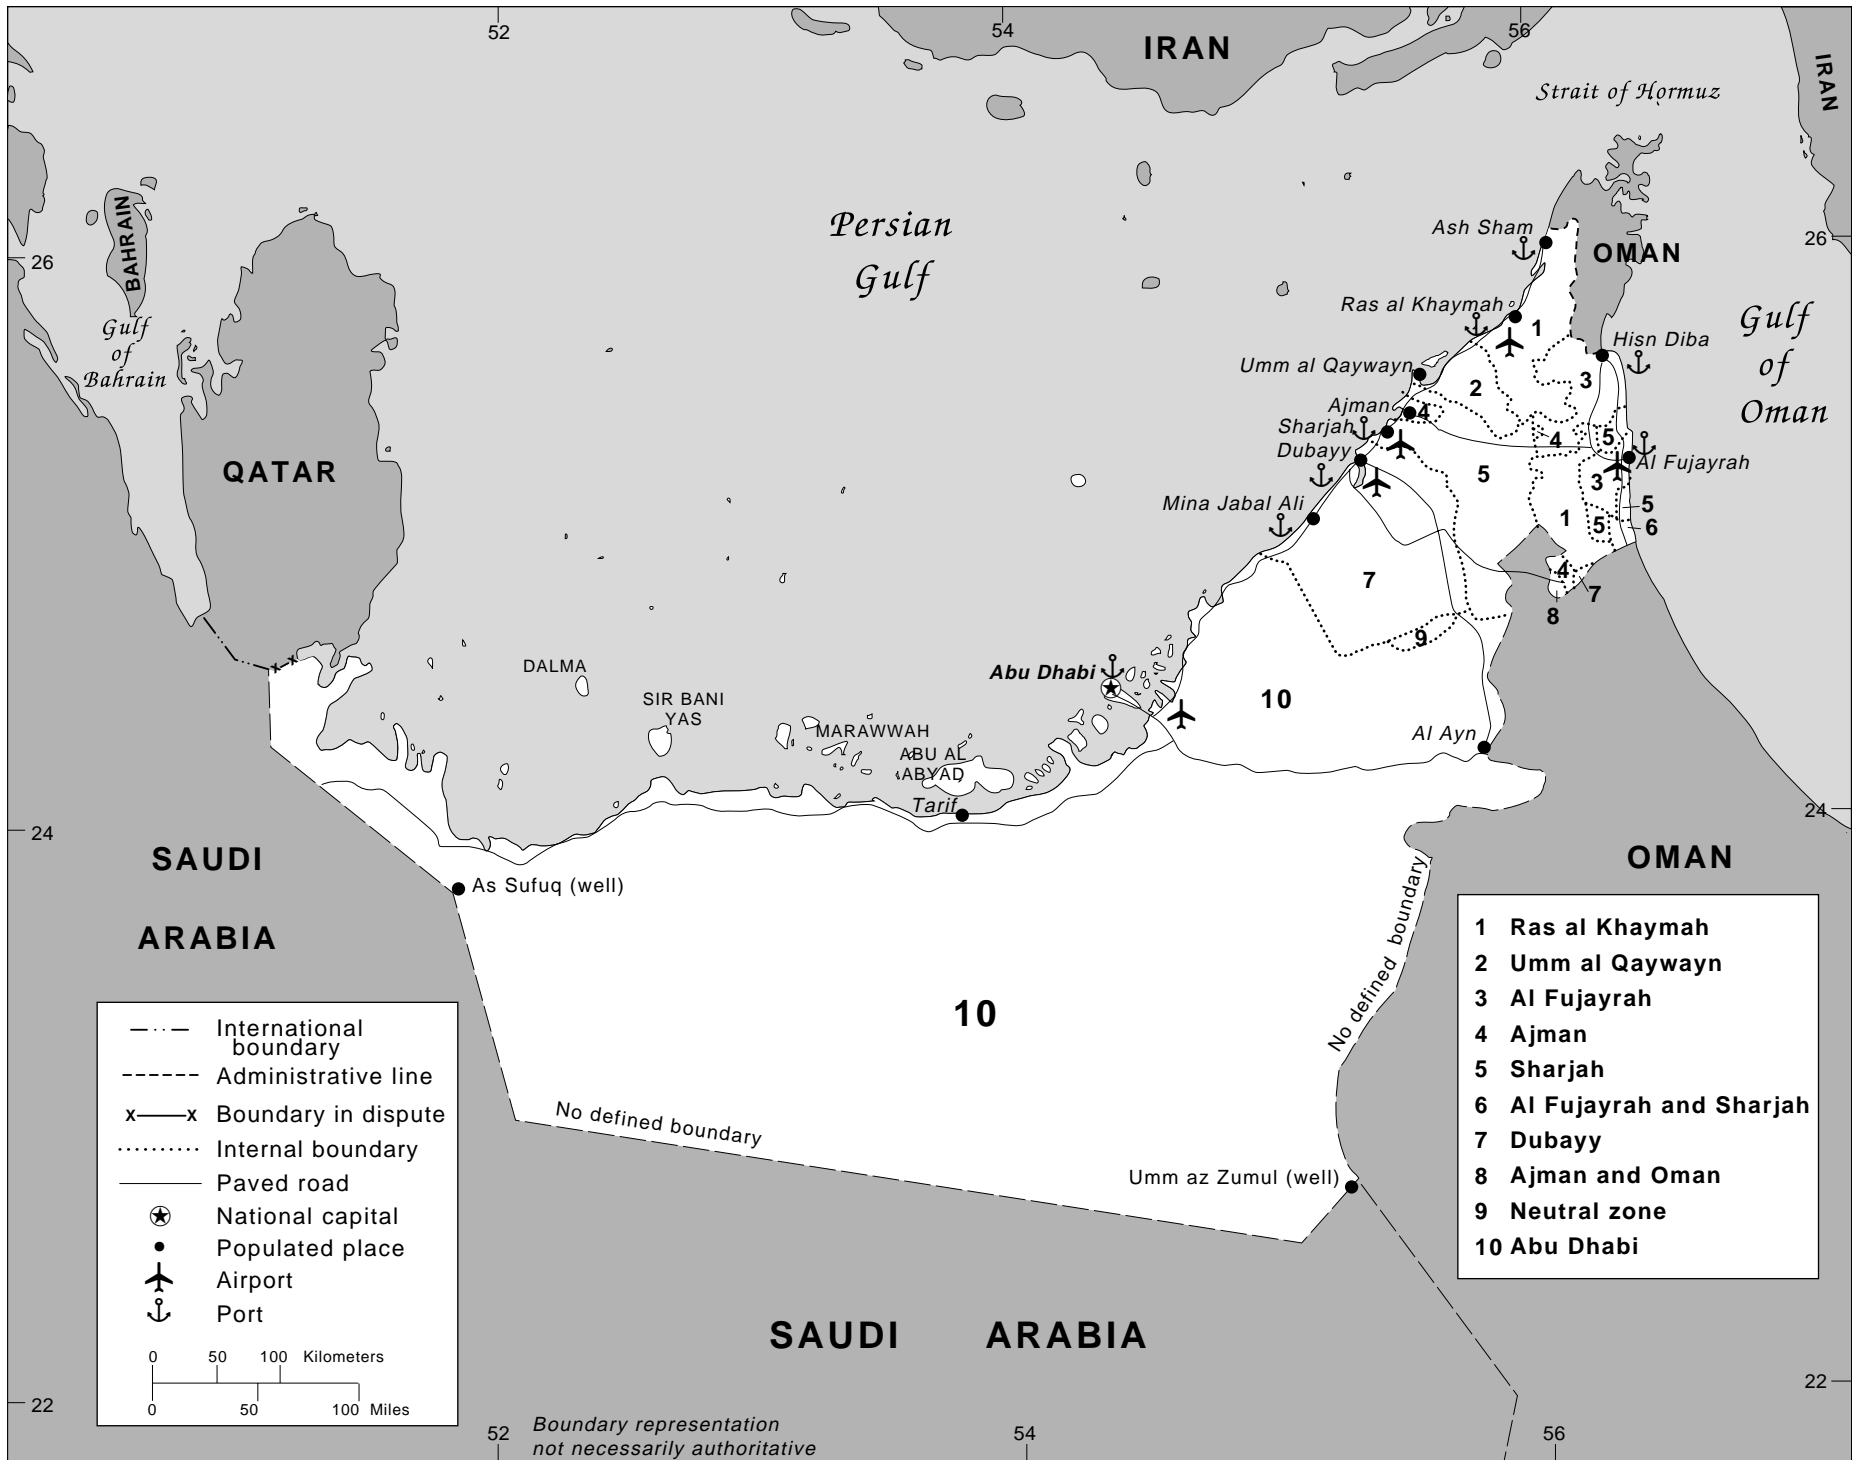 52
54
56
IRAN
IRAN
Strait of Hormuz
BAHRAIN
Persian
Gulf
Ash Sham
OMAN
26
26
Ras al Khaymah
1
Gulf
of
Oman
Gulf
of
Bahrain
Hisn Diba
Umm al Qaywayn
2
3
Ajman
4
Sharjah
4
5
Dubayy
Al Fujayrah
QATAR
5
3
Mina Jabal Ali
5
1
5
6
7
4
7
8
9
DALMA
Abu Dhabi
SIR BANI
YAS
10
MARAWWAH
Al Ayn
ABU AL
ABYAD
Tarif
24
24
SAUDI
ARABIA
OMAN
As Sufuq (well)
No defined boundary
10
No defined boundary
Umm az Zumul (well)
1 Ras al Khaymah
2 Umm al Qaywayn
3 Al Fujayrah
4 Ajman
5 Sharjah
6 Al Fujayrah and Sharjah
7 Dubayy
8 Ajman and Oman
9 Neutral zone
10 Abu Dhabi
International
boundary
Administrative line
x x Boundary in dispute
Internal boundary
Paved road
National capital
Populated place
Airport
Port
0 50 100 Kilometers
0 50 100 Miles
SAUDI ARABIA
22
22
52
54
56
Boundary representation
not necessarily authoritative